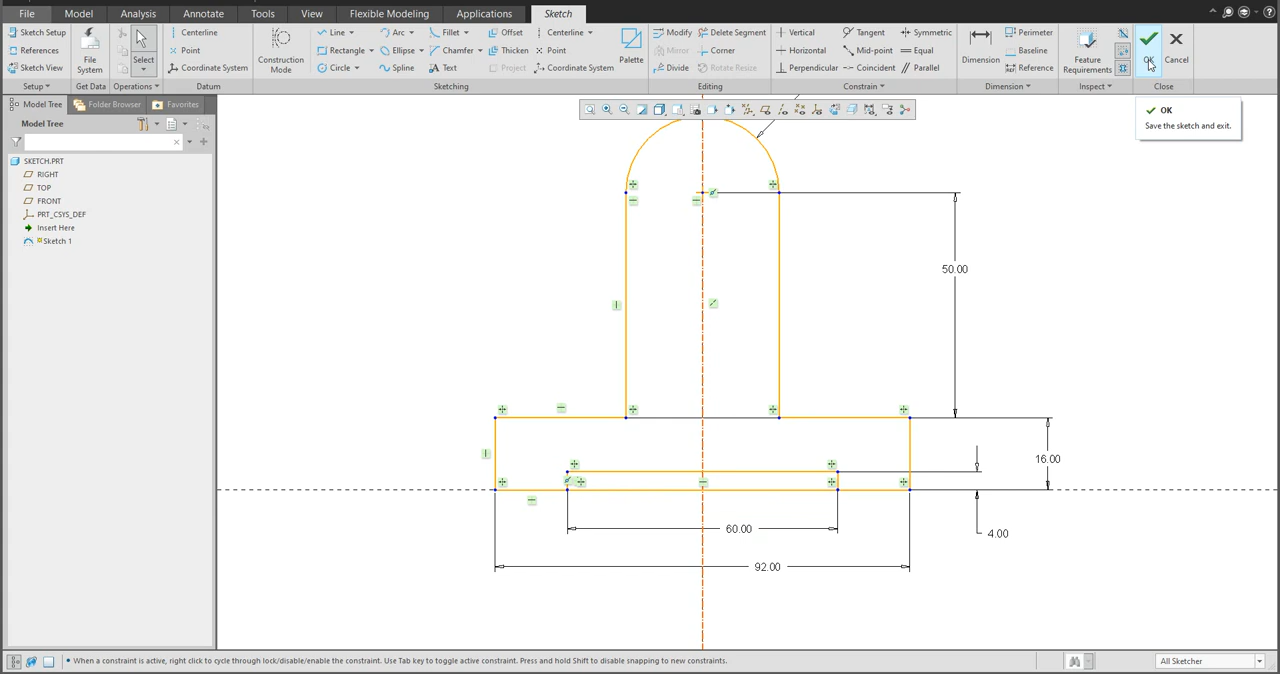 File Model Analysis Annotate Tools View Flexible Modeling Applications Sketch
Sketch Setup
References
Sketch View
Setup
File System
Get Data
Select
Operations
Centerline
Point
Coordinate System
Datum
Construction Mode
Line Arc Fillet Offset Centerline
Rectangle Ellipse Chamfer Thicken Point
Circle Spline Text Project Coordinate System
Palette
Sketching
Modify Delete Segment
Mirror Corner
Divide Rotate Resize
Editing
Vertical Tangent Symmetric
Horizontal Mid-point Equal
Perpendicular Coincident Parallel
Constrain
Dimension
Perimeter
Baseline
Reference
Dimension
Feature Requirements
Inspect
OK
Cancel
Close
OK
Save the sketch and exit.
Model Tree Folder Browser Favorites
Model Tree
SKETCH.PRT
RIGHT
TOP
FRONT
PRT_CSYS_DEF
Insert Here
Sketch 1
50.00
16.00
60.00
4.00
92.00
When a constraint is active, right click to cycle through lock/disable/enable the constraint. Use Tab key to toggle active constraint. Press and hold Shift to disable snapping to new constraints.
All Sketcher